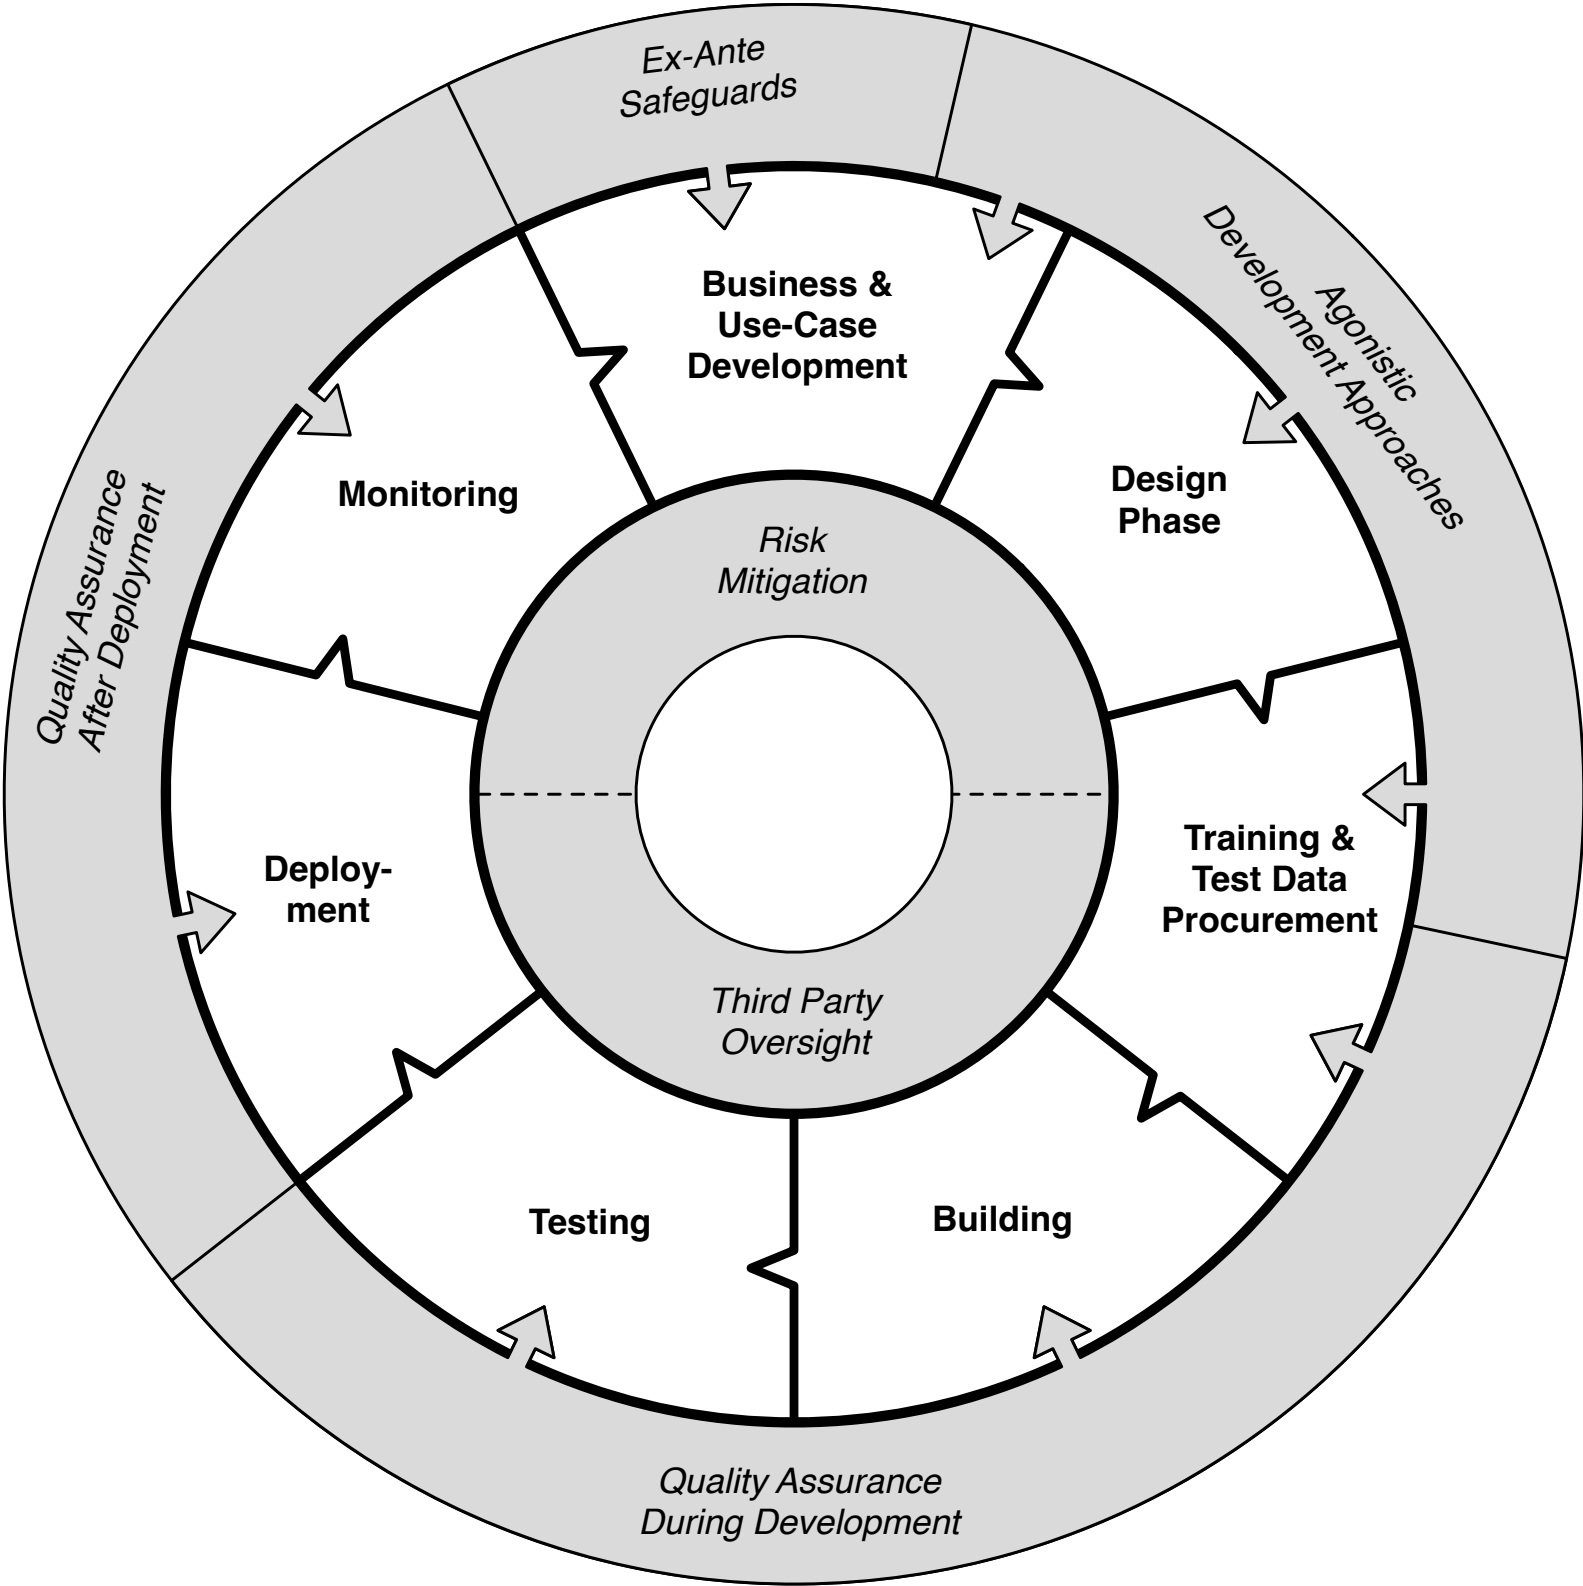 Ex-Ante
Safeguards
Agonistic
Development Approaches
Business &
Use-Case
Development
Monitoring
Design
Phase
Quality Assurance
After Deployment
Risk
Mitigation
Deploy-
ment
Training &
Test Data
Procurement
Third Party
Oversight
Testing
Building
Quality Assurance
During Development